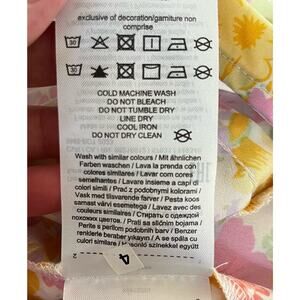 exclusive of decoration/garniture non
comprise
30
30
COLD MACHINE WASH
DO NOT BLEACH
DO NOT TUMBLE DRY
LINE DRY
COOL IRON
DO NOT DRY CLEAN
Wash with similar colours / Mit ähnlichen
Farben waschen / Lava la prenda con
colores similares / Lavar com cores
semelhantes / Lavare insieme a capi di
colori simili / Prać z podobnymi kolorami /
Vask med tilsvarende farver / Pesta koos
sarnast värvi esemetega / Lavez avec des
couleurs similaires / Стирать с одеждой
похожих цветов. / Prati sa sličnim bojama /
Perite s perilom podobnih barv / Benzer
renklerle beraber yıkayın / A se spăla cu
culori similare / Hasonló színekkel együtt
4
2